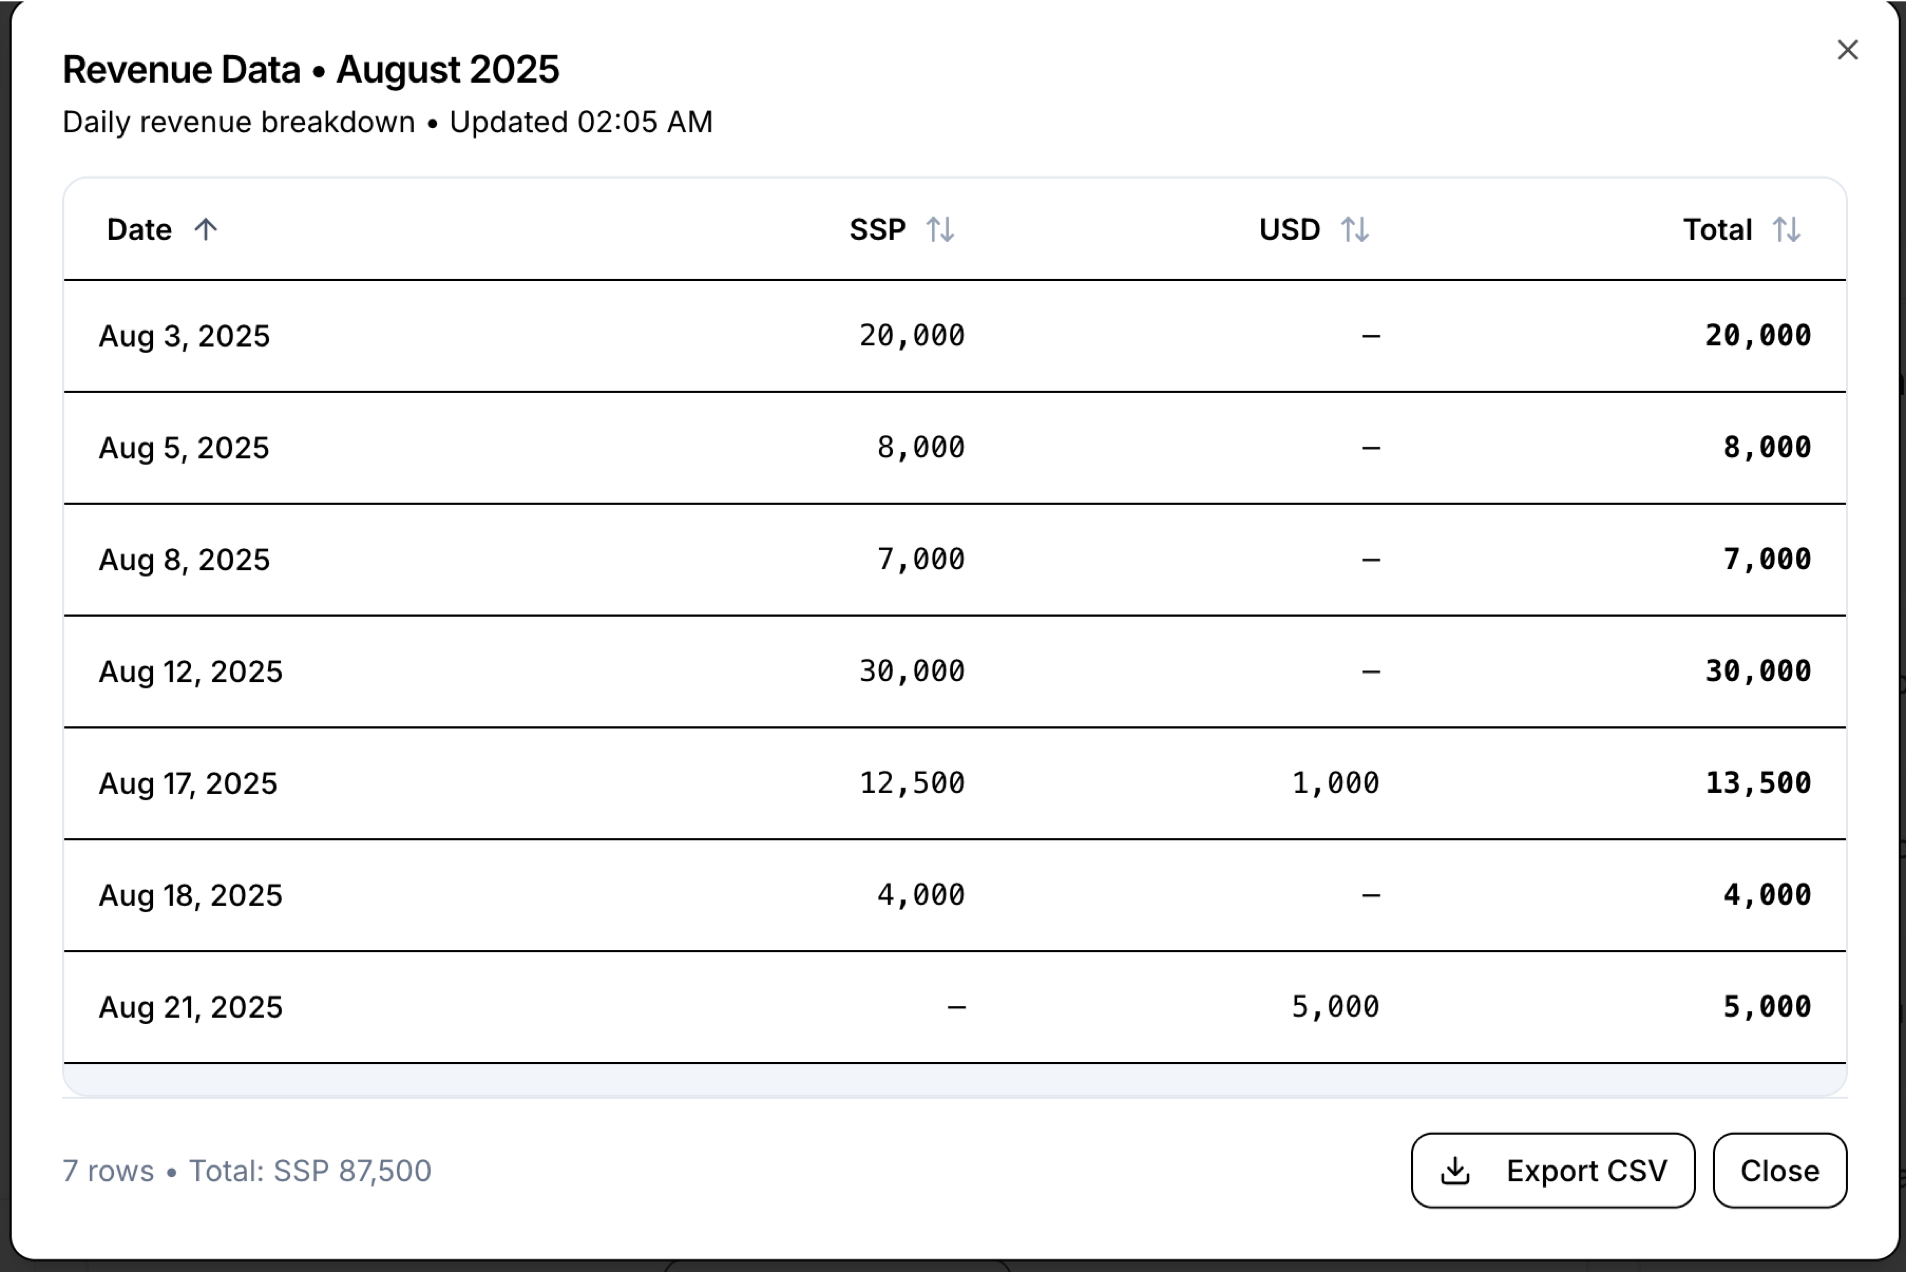 Revenue Data • August 2025
Daily revenue breakdown • Updated 02:05 AM
Date SSP USD Total
Aug 3, 2025 20,000 – 20,000
Aug 5, 2025 8,000 – 8,000
Aug 8, 2025 7,000 – 7,000
Aug 12, 2025 30,000 – 30,000
Aug 17, 2025 12,500 1,000 13,500
Aug 18, 2025 4,000 – 4,000
Aug 21, 2025 – 5,000 5,000
7 rows • Total: SSP 87,500
Export CSV Close